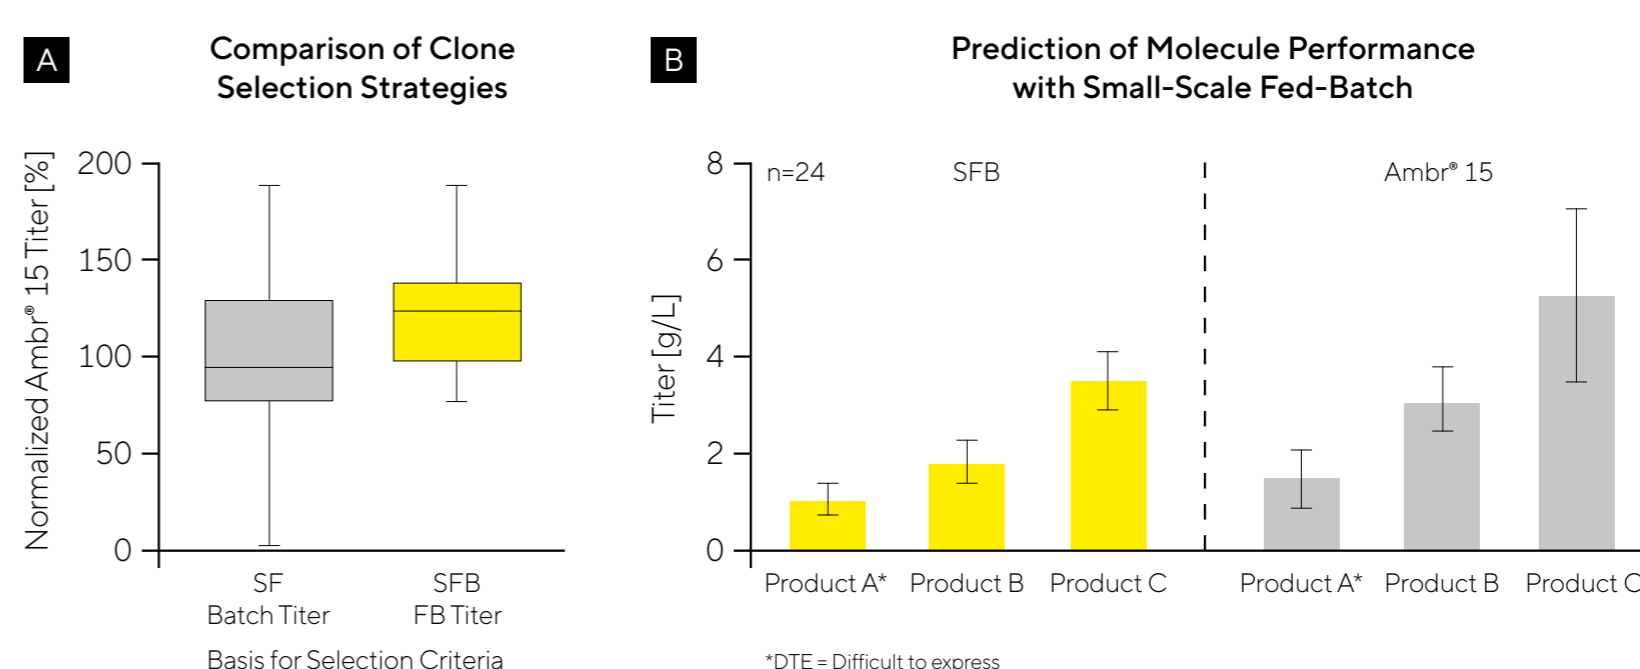 A
Comparison of Clone
Selection Strategies
Normalized Ambr® 15 Titer [%]
200
150
100
50
0
SF
Batch Titer
SFB
FB Titer
Basis for Selection Criteria
B
Prediction of Molecule Performance
with Small-Scale Fed-Batch
Titer [g/L]
8
6
4
2
0
n=24
SFB
Ambr® 15
Product A*
Product B
Product C
Product A*
Product B
Product C
*DTE = Difficult to express